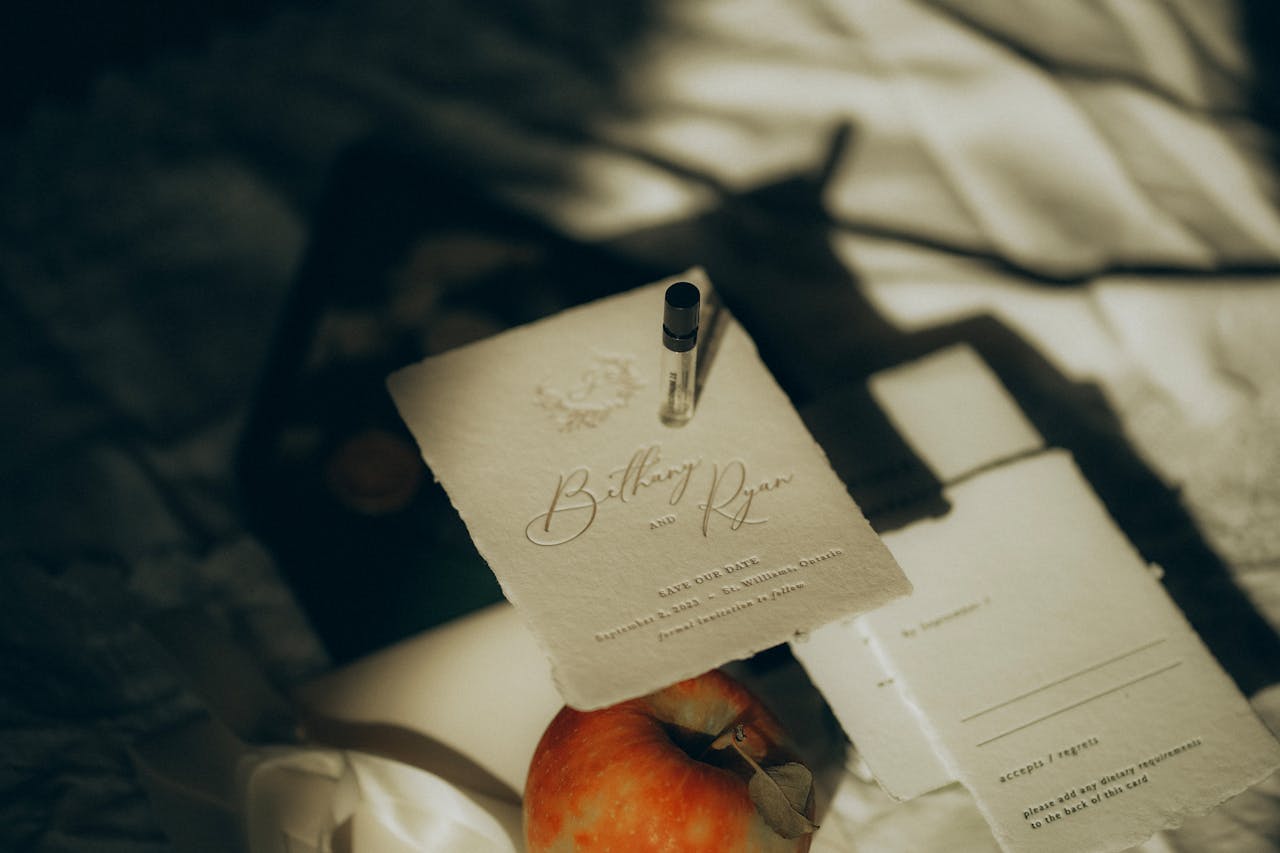 Bethany
AND
Ryan
SAVE OUR DATE
September 2, 2023 ~ St. Williams, Ontario
formal invitation to follow
By September 1
accepts / regrets
please add any dietary requirements
to the back of this card